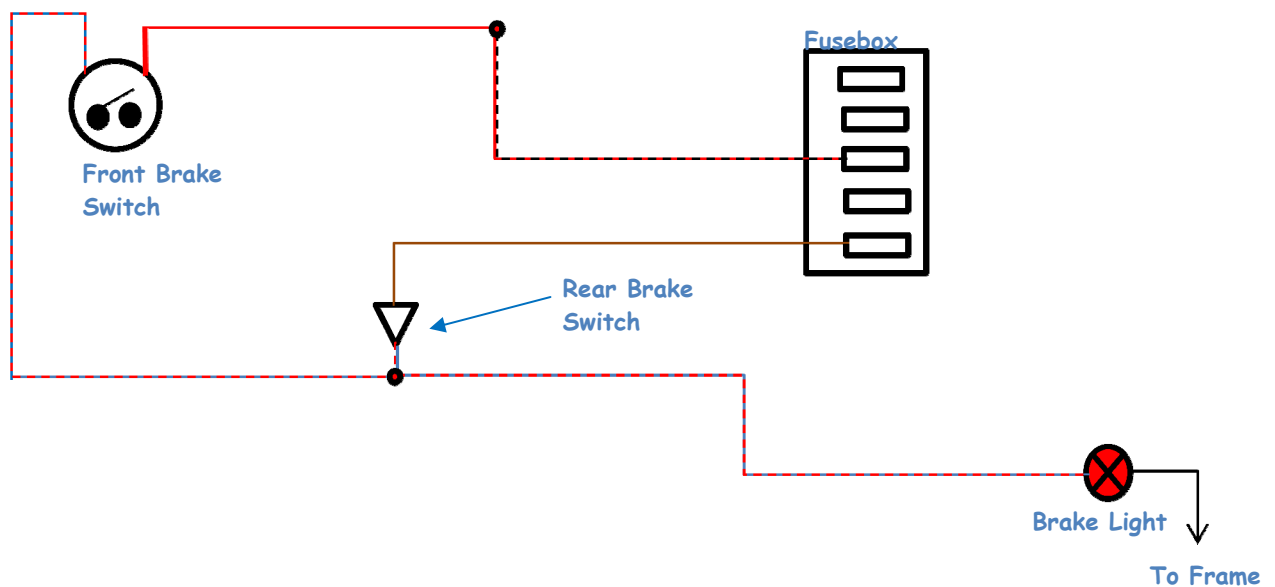 Fusebox
Front Brake
Switch
Rear Brake
Switch
Brake Light
To Frame